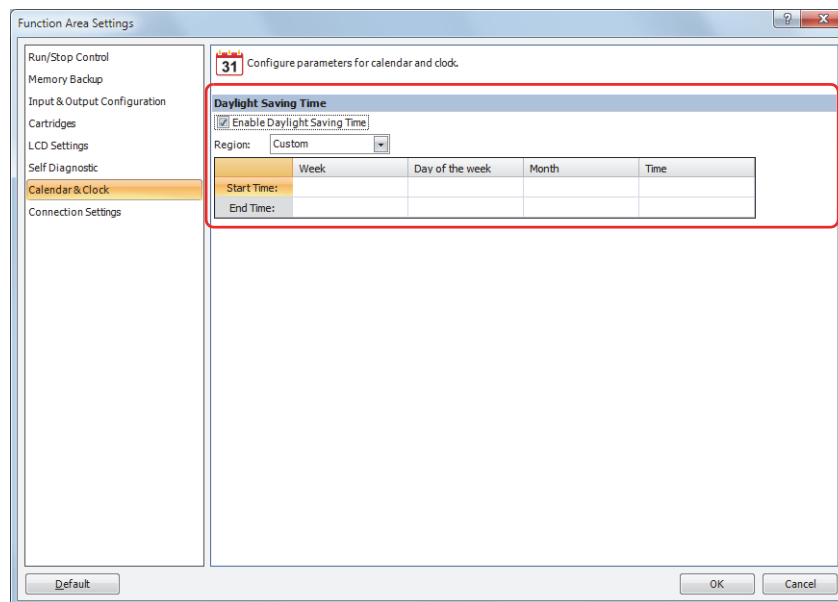 Function Area Settings
?
X
Run/Stop Control
Memory Backup
Input & Output Configuration
Cartridges
LCD Settings
Self Diagnostic
Calendar & Clock
Connection Settings
31 Configure parameters for calendar and clock.
Daylight Saving Time
Enable Daylight Saving Time
Region: Custom
Week Day of the week Month Time
Start Time:
End Time:
Default OK Cancel